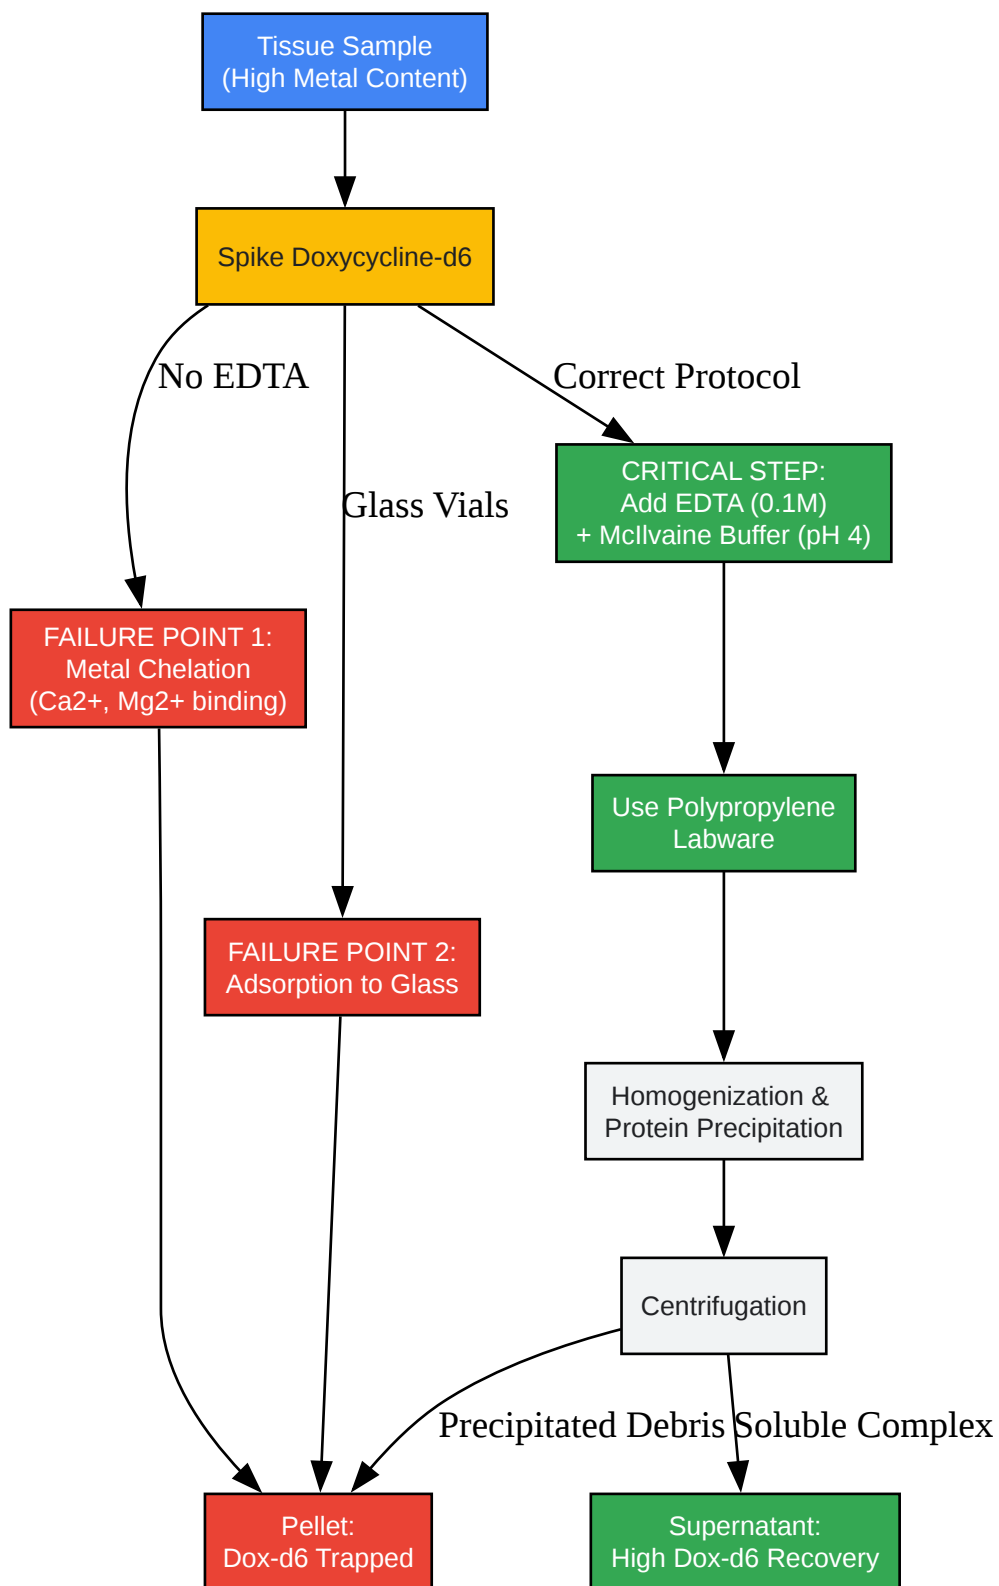 Tissue Sample
(High Metal Content)
Spike Doxycycline-d6
No EDTA
Correct Protocol
Glass Vials
CRITICAL STEP:
Add EDTA (0.1M)
+ McIlvaine Buffer (pH 4)
FAILURE POINT 1:
Metal Chelation
(Ca2+, Mg2+ binding)
Use Polypropylene
Labware
FAILURE POINT 2:
Adsorption to Glass
Homogenization &
Protein Precipitation
Centrifugation
Precipitated Debris
Soluble Complex
Pellet:
Dox-d6 Trapped
Supernatant:
High Dox-d6 Recovery